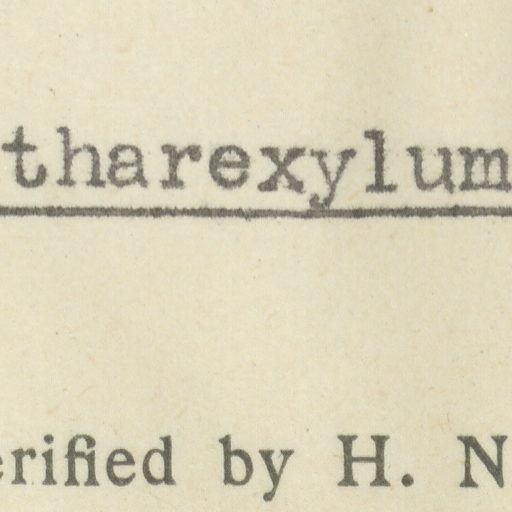 tharexylum
erified by H. N